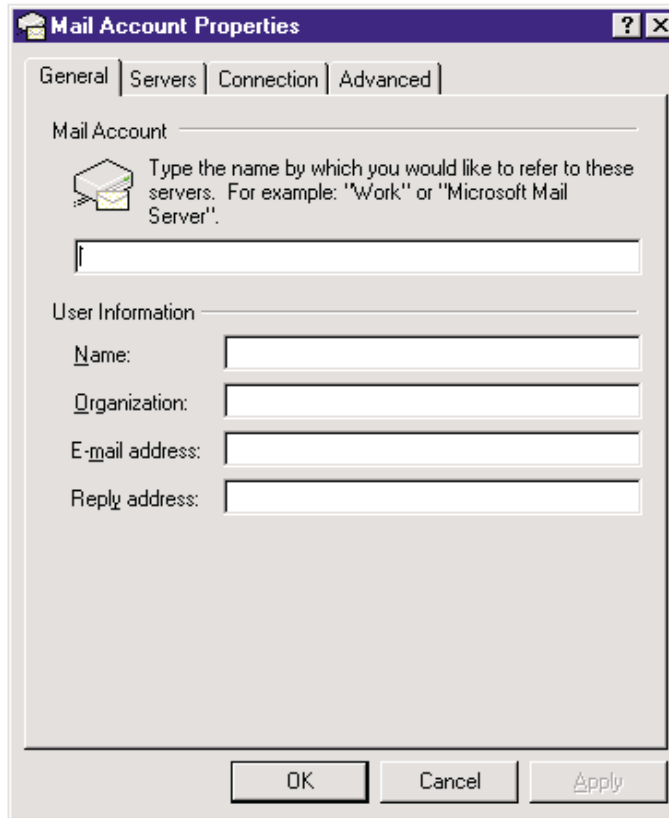 Mail Account Properties
General Servers Connection Advanced
Mail Account
Type the name by which you would like to refer to these
servers. For example: "Work" or "Microsoft Mail
Server".
User Information
Name:
Organization:
E-mail address:
Reply address:
OK Cancel Apply